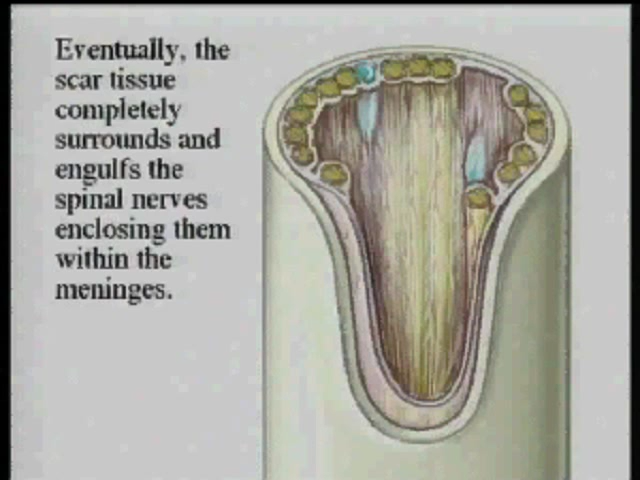 Eventually, the
scar tissue
completely
surrounds and
engulfs the
spinal nerves
enclosing them
within the
meninges.